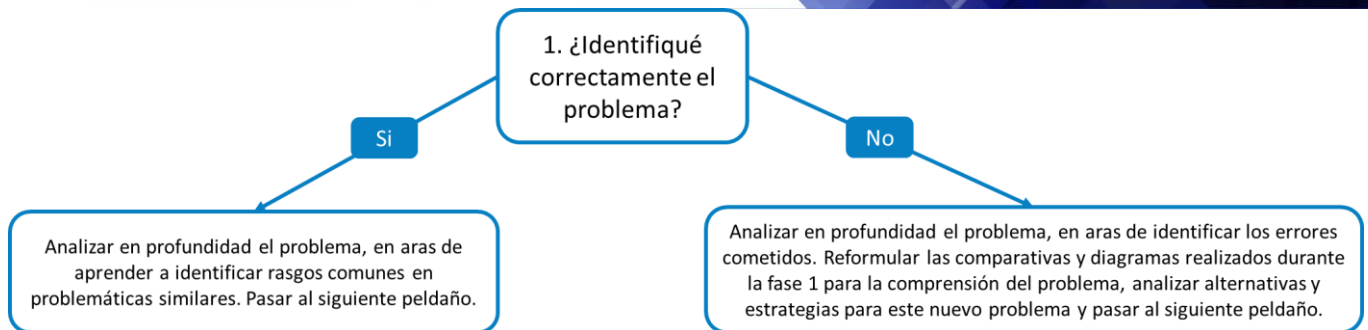 1. ¿Identifiqué
correctamente el
problema?
Si
No
Analizar en profundidad el problema, en aras de
aprender a identificar rasgos comunes en
problemáticas similares. Pasar al siguiente peldaño.
Analizar en profundidad el problema, en aras de identificar los errores
cometidos. Reformular las comparativas y diagramas realizados durante
la fase 1 para la comprensión del problema, analizar alternativas y
estrategias para este nuevo problema y pasar al siguiente peldaño.